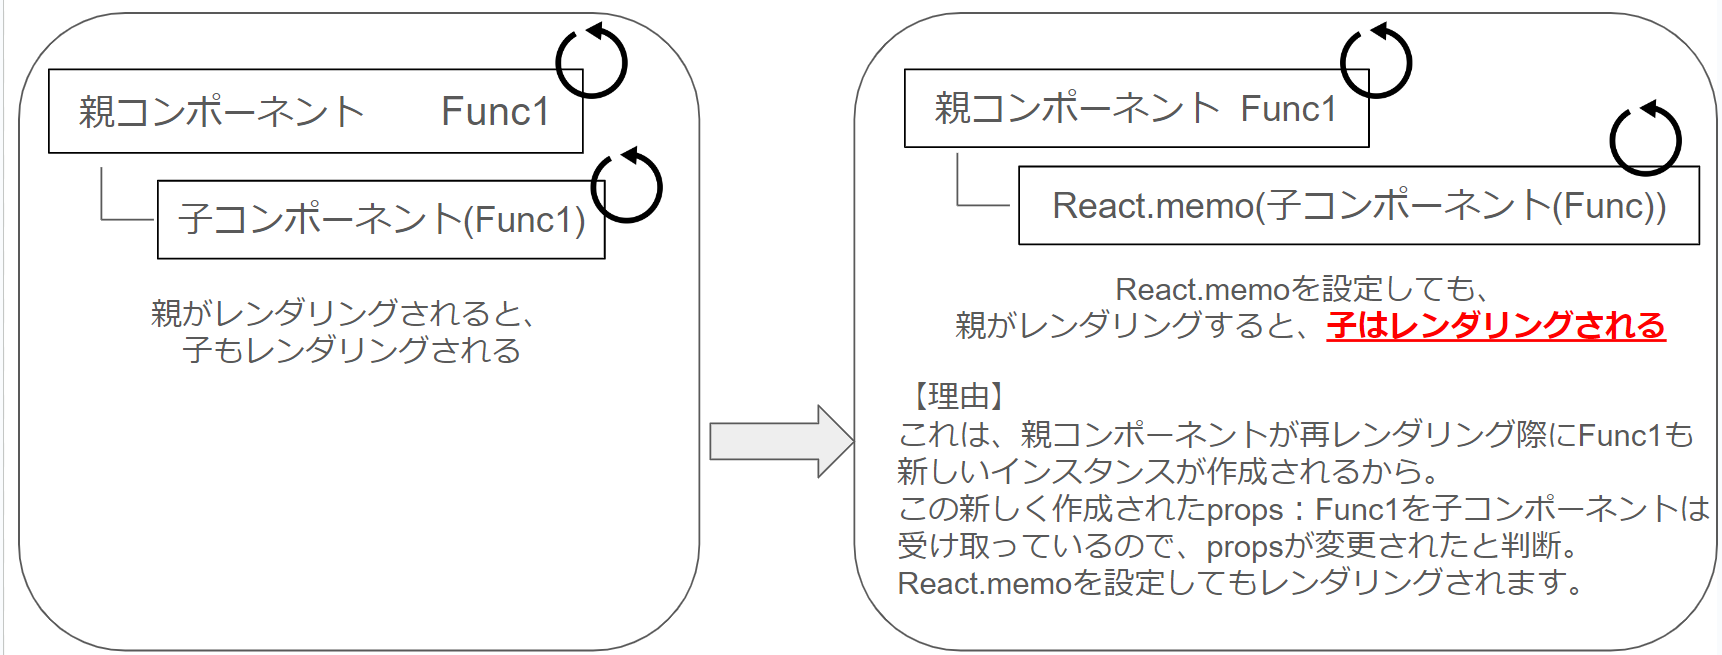 親コンポーネント Func1
子コンポーネント(Func1)
親がレンダリングされると、
子もレンダリングされる
親コンポーネント Func1
React.memo(子コンポーネント(Func))
React.memoを設定しても、
親がレンダリングすると、子はレンダリングされる
【理由】
これは、親コンポーネントが再レンダリング際にFunc1も
新しいインスタンスが作成されるから。
この新しく作成されたprops：Func1を子コンポーネントは
受け取っているので、propsが変更されたと判断。
React.memoを設定してもレンダリングされます。